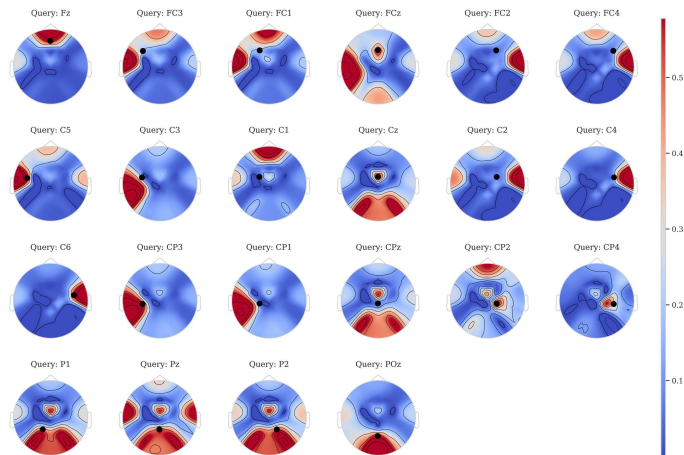 Query: Fz
Query: FC3
Query: FC1
Query: FCz
Query: FC2
Query: FC4
Query: C5
Query: C3
Query: C1
Query: Cz
Query: C2
Query: C4
Query: C6
Query: CP3
Query: CP1
Query: CPz
Query: CP2
Query: CP4
Query: P1
Query: Pz
Query: P2
Query: POz
0.5
0.4
0.3
0.2
0.1